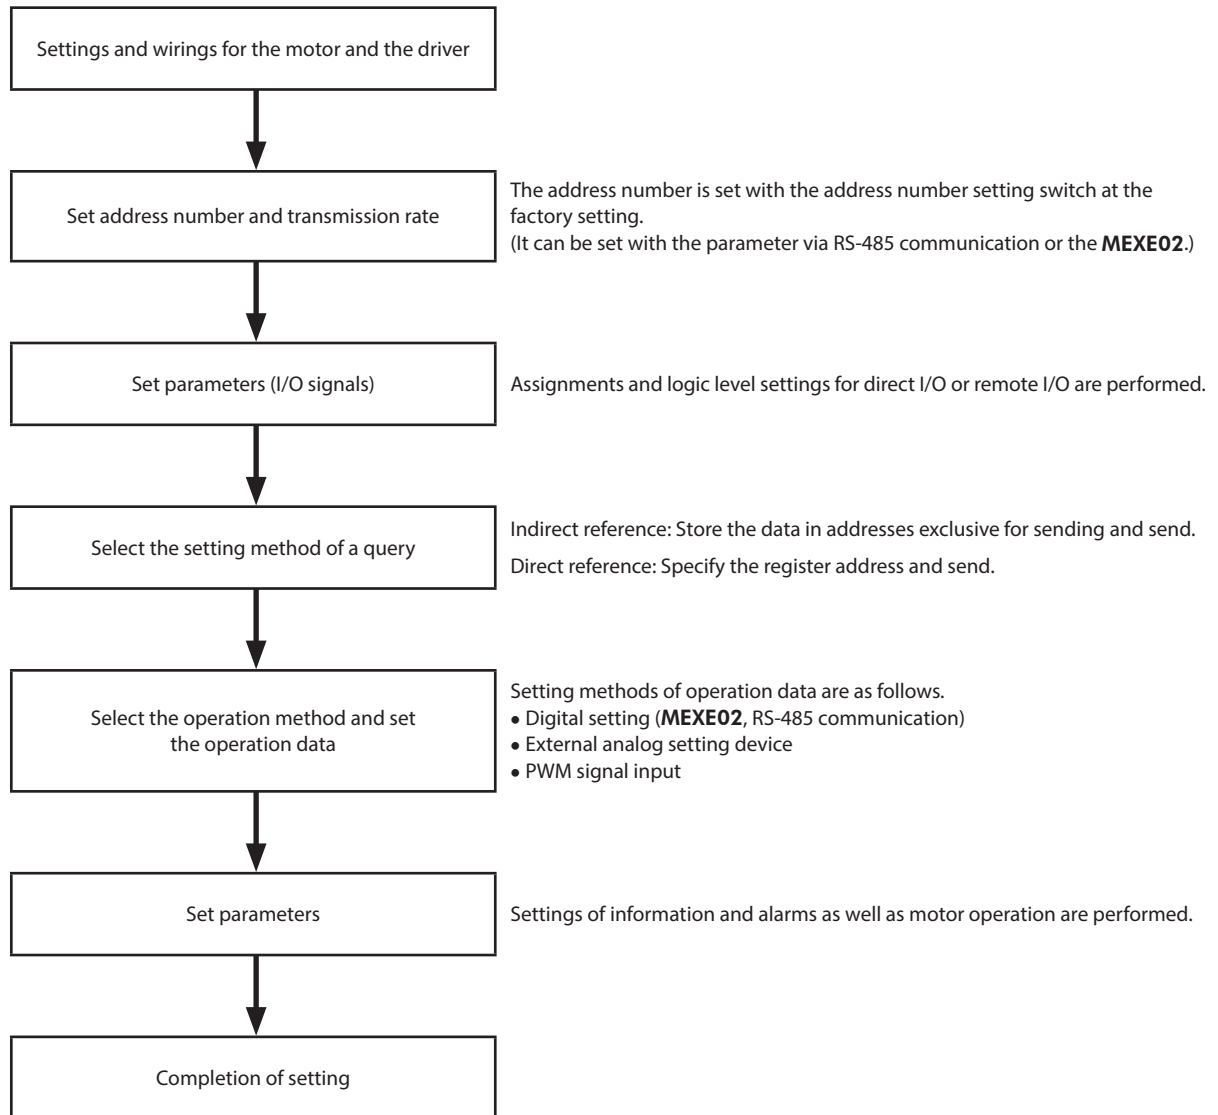 Settings and wirings for the motor and the driver
Set address number and transmission rate
The address number is set with the address number setting switch at the
factory setting.
(It can be set with the parameter via RS-485 communication or the MEXE02.)
Set parameters (I/O signals)
Assignments and logic level settings for direct I/O or remote I/O are performed.
Select the setting method of a query
Indirect reference: Store the data in addresses exclusive for sending and send.
Direct reference: Specify the register address and send.
Select the operation method and set
the operation data
Setting methods of operation data are as follows.
• Digital setting (MEXE02, RS-485 communication)
• External analog setting device
• PWM signal input
Set parameters
Settings of information and alarms as well as motor operation are performed.
Completion of setting